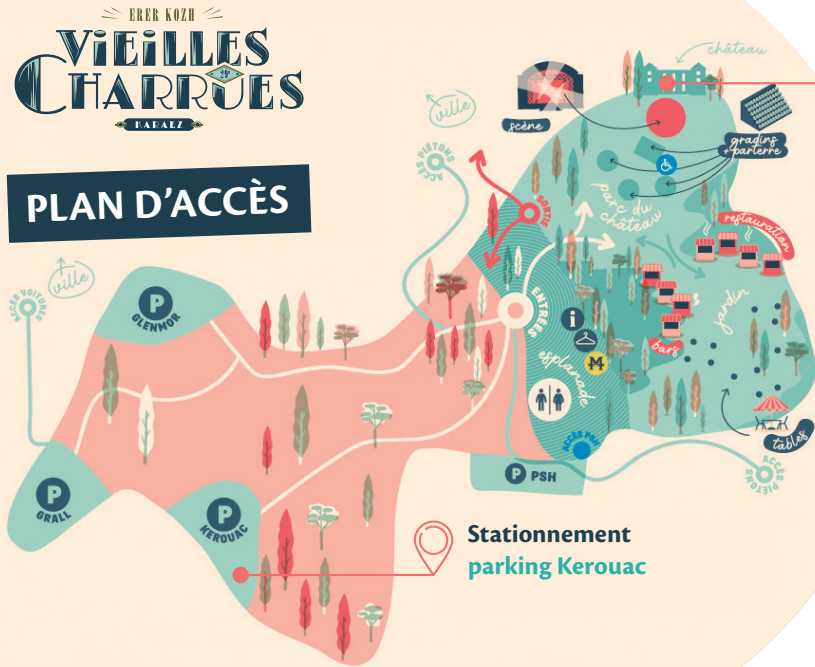 ERER KOZH
VIEILLES
CHARRUES
KARAEZ
PLAN D'ACCÈS
ville
ACCÈS PIÉTONS
scène
château
gradins
+ parterre
SORTIE
parc du
château
restauration
ville
ACCÈS VOITURES
P
GLENMOR
ENTRÉES
i
M
esplanade
bars
jardin
tables
ACCÈS PSH
ACCÈS
PIÉTONS
P PSH
P
GRALL
P
KEROUAC
Stationnement
parking Kerouac